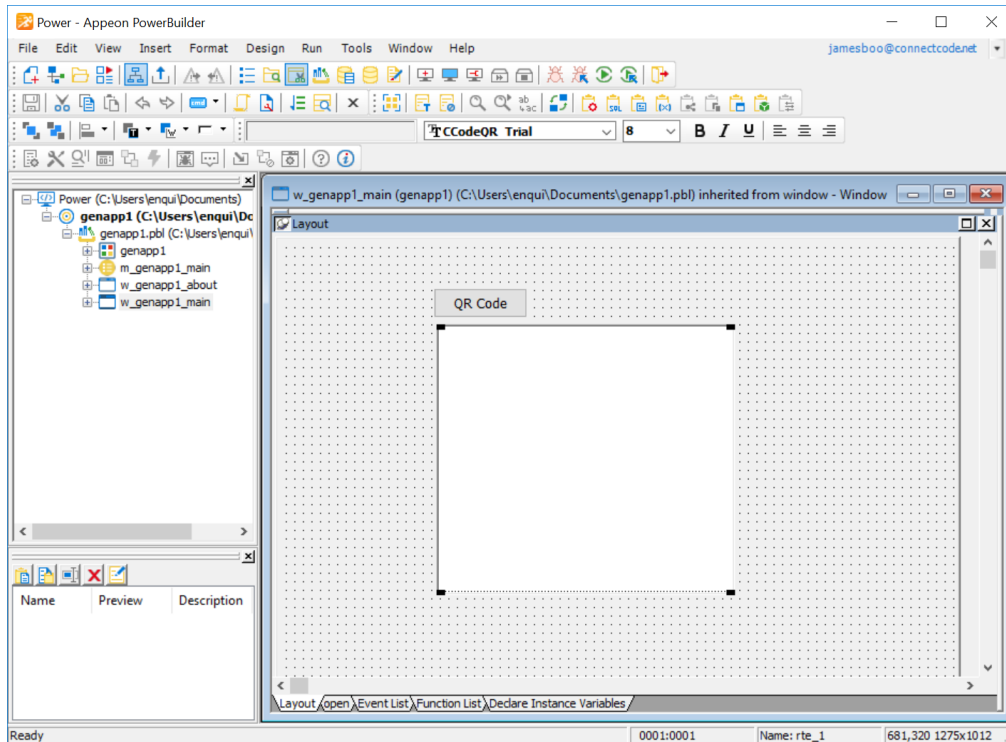 Power - Appeon PowerBuilder
File Edit View Insert Format Design Run Tools Window Help jamesboo@connectcode.net
CCodeQR Trial 8 B I U
w_genapp1_main (genapp1) (C:\Users\enqui\Documents\genapp1.pbl) inherited from window - Window
Power (C:\Users\enqui\Documents)
genapp1 (C:\Users\enqui\Dc
genapp1.pbl (C:\Users\enqui\
genapp1
m_genapp1_main
w_genapp1_about
w_genapp1_main
Layout
QR Code
Name Preview Description
Layout open Event List Function List Declare Instance Variables
Ready 0001:0001 Name: rte_1 681,320 1275x1012